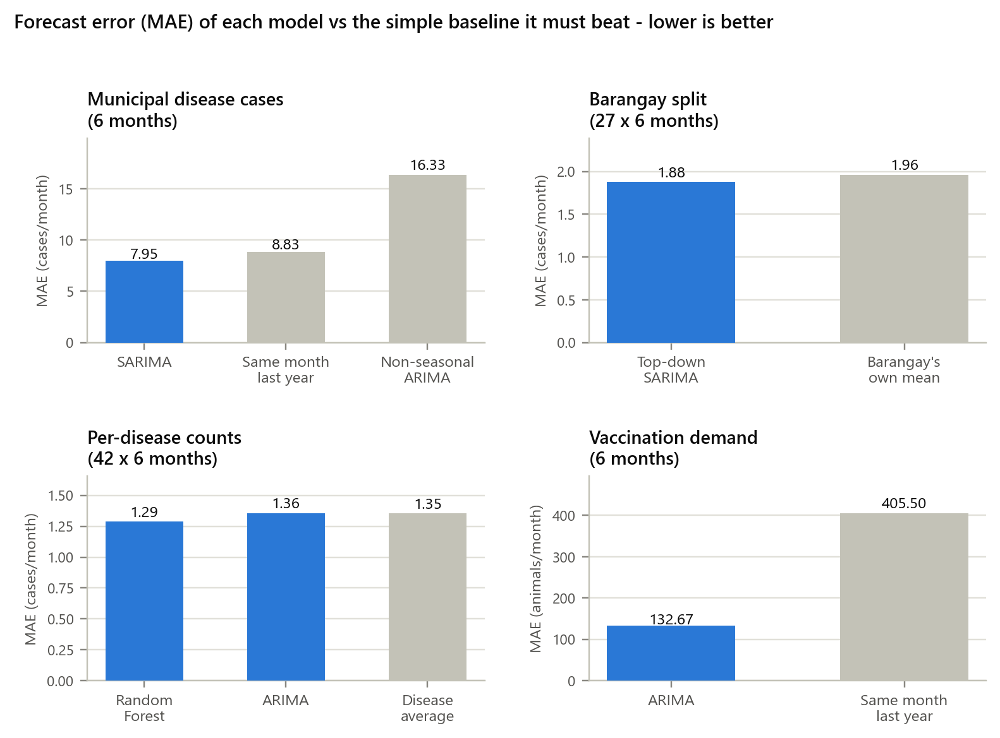 Forecast error (MAE) of each model vs the simple baseline it must beat - lower is better
Municipal disease cases
(6 months)
MAE (cases/month)
15
10
5
0
7.95
8.83
16.33
SARIMA
Same month
last year
Non-seasonal
ARIMA
Barangay split
(27 x 6 months)
MAE (cases/month)
2.0
1.5
1.0
0.5
0.0
1.88
1.96
Top-down
SARIMA
Barangay's
own mean
Per-disease counts
(42 x 6 months)
MAE (cases/month)
1.50
1.25
1.00
0.75
0.50
0.25
0.00
1.29
1.36
1.35
Random
Forest
ARIMA
Disease
average
Vaccination demand
(6 months)
MAE (animals/month)
400
300
200
100
0
132.67
405.50
ARIMA
Same month
last year